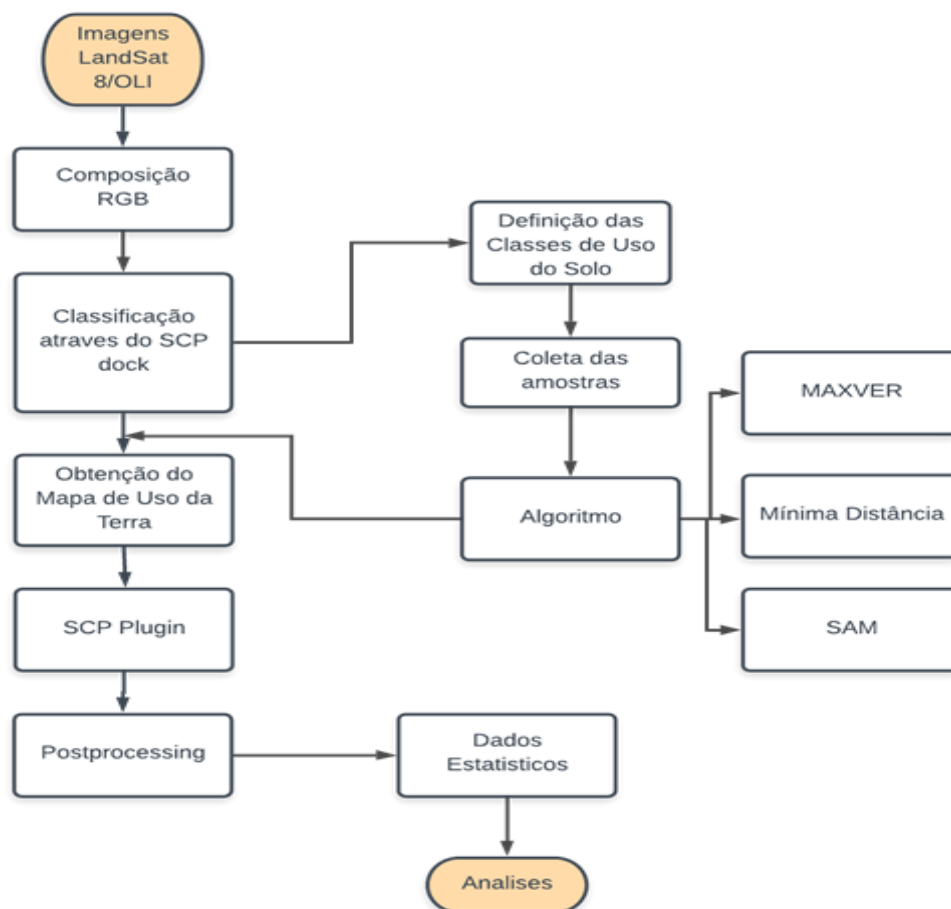 Imagens
LandSat
8/OLI
Composição
RGB
Classificação
atraves do SCP
dock
Definição das
Classes de Uso
do Solo
Coleta das
amostras
Algoritmo
MAXVER
Mínima Distância
SAM
Obtenção do
Mapa de Uso da
Terra
SCP Plugin
Postprocessing
Dados
Estatisticos
Analises